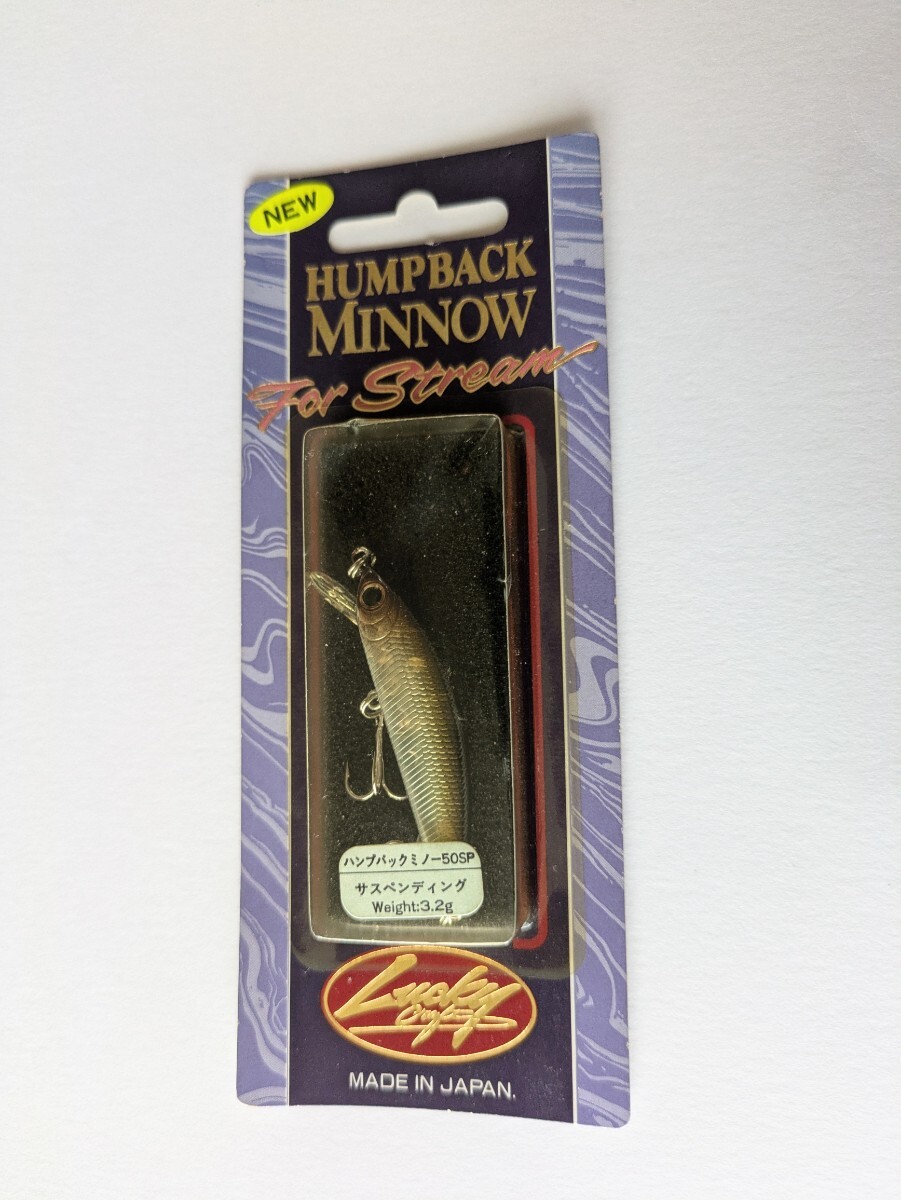 NEW
HUMPBACK
MINNOW
For Stream
ハンプバックミノー50SP
サスペンディング
Weight:3.2g
Lucky
Craft
MADE IN JAPAN.